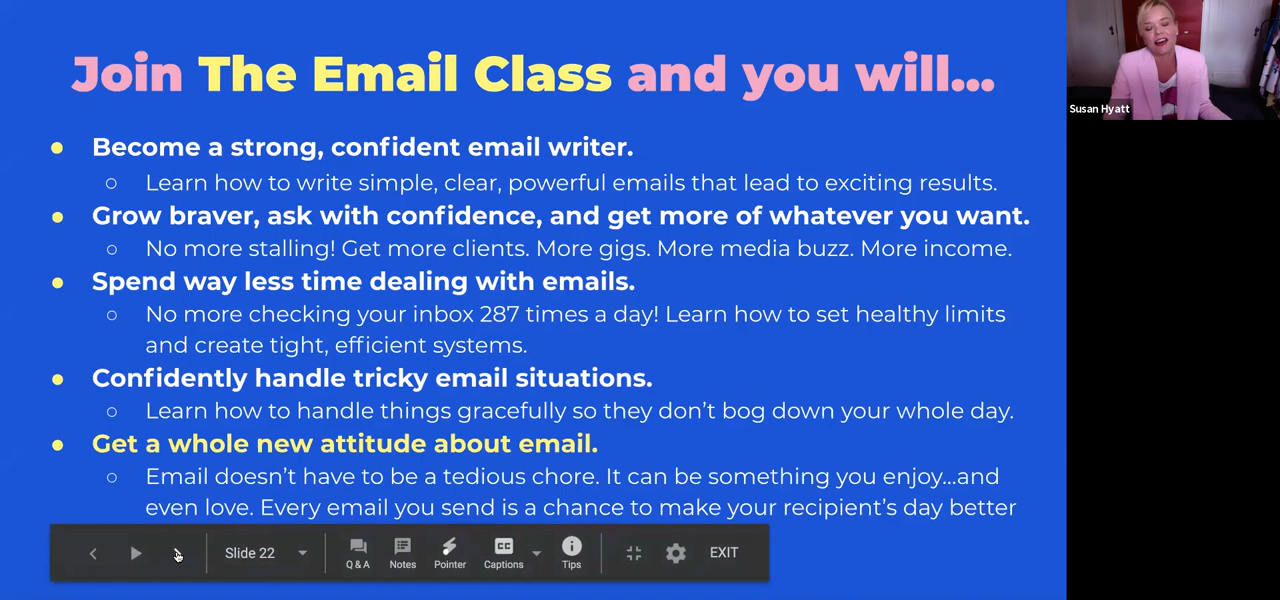 Join The Email Class and you will...
Susan Hyatt
● Become a strong, confident email writer.
○ Learn how to write simple, clear, powerful emails that lead to exciting results.
● Grow braver, ask with confidence, and get more of whatever you want.
○ No more stalling! Get more clients. More gigs. More media buzz. More income.
● Spend way less time dealing with emails.
○ No more checking your inbox 287 times a day! Learn how to set healthy limits
and create tight, efficient systems.
● Confidently handle tricky email situations.
○ Learn how to handle things gracefully so they don't bog down your whole day.
● Get a whole new attitude about email.
○ Email doesn't have to be a tedious chore. It can be something you enjoy...and
even love. Every email you send is a chance to make your recipient's day better
Slide 22
Q & A
Notes
Pointer
CC
Captions
Tips
EXIT